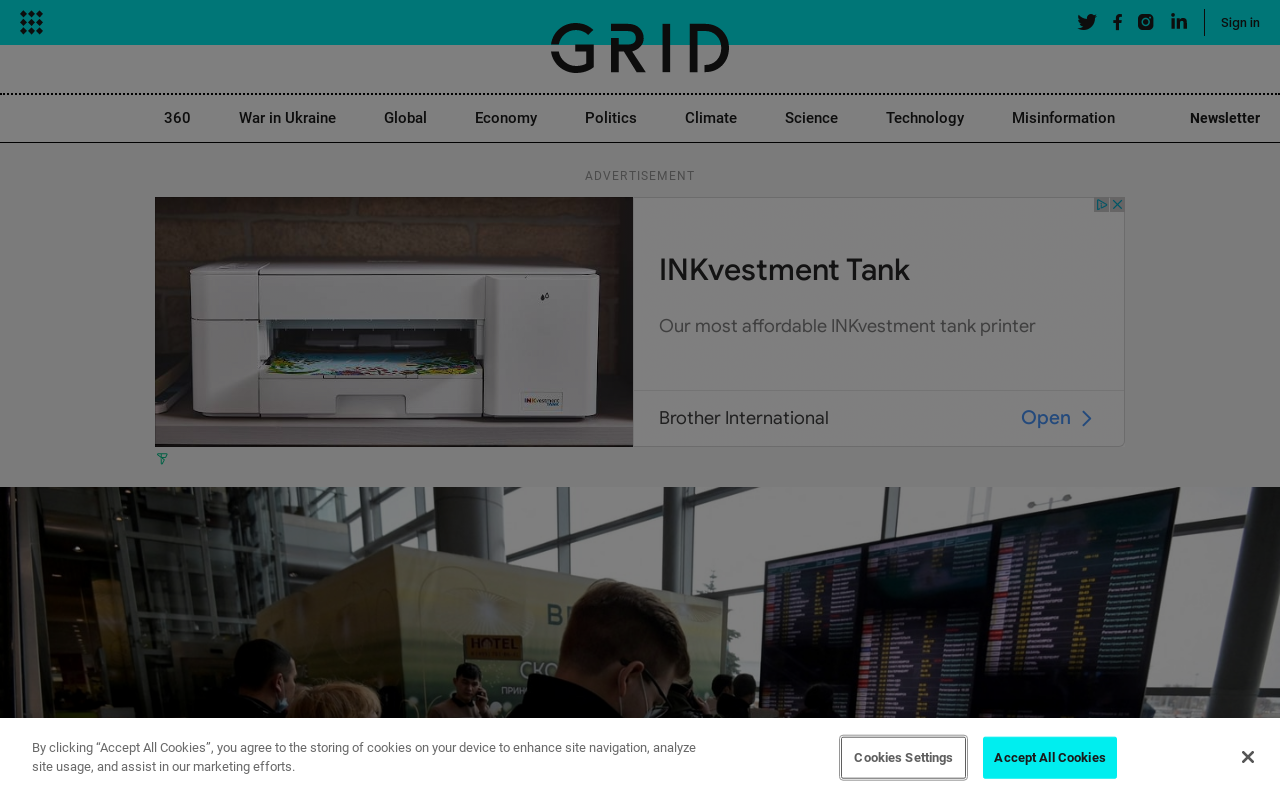 Sign in
GRID
360 War in Ukraine Global Economy Politics Climate Science Technology Misinformation Newsletter
ADVERTISEMENT
INKvestment Tank
Our most affordable INKvestment tank printer
Brother International Open
HOTEL
By clicking “Accept All Cookies”, you agree to the storing of cookies on your device to enhance site navigation, analyze
site usage, and assist in our marketing efforts.
Cookies Settings
Accept All Cookies